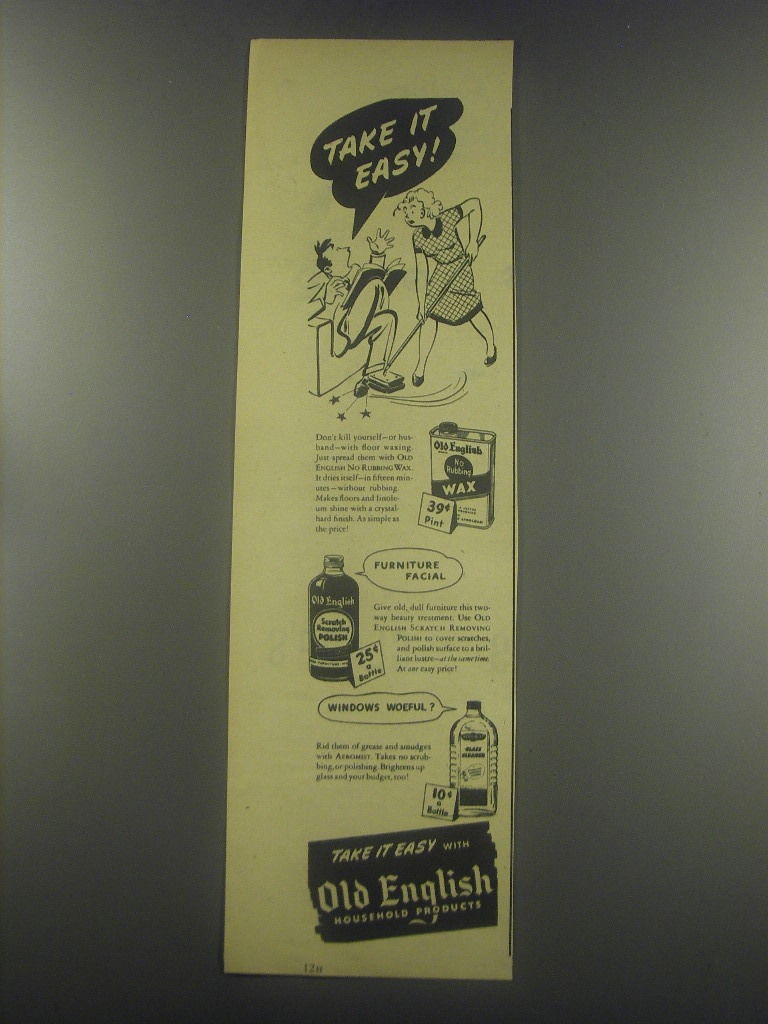 TAKE IT
EASY!
Don't kill yourself—or hus-
band—with floor waxing.
Just spread them with OLD
ENGLISH NO RUBBING WAX.
It dries itself—in fifteen min-
utes—without rubbing.
Makes floors and linole-
um shine with a crystal-
hard finish. As simple as
the price!
Old English
No
Rubbing
WAX
39¢
Pint
FURNITURE
FACIAL
Old English
Scratch
Removing
POLISH
25¢
a
Bottle
Give old, dull furniture this two-
way beauty treatment. Use OLD
ENGLISH SCRATCH REMOVING
POLISH to cover scratches,
and polish surface to a bril-
liant lustre—at the same time.
At one easy price!
WINDOWS WOEFUL?
Rid them of grease and smudges
with AEROMIST. Takes no scrub-
bing, or polishing. Brightens up
glass and your budget, too!
GLASS
CLEANER
10¢
a
Bottle
TAKE IT EASY WITH
Old English
HOUSEHOLD PRODUCTS